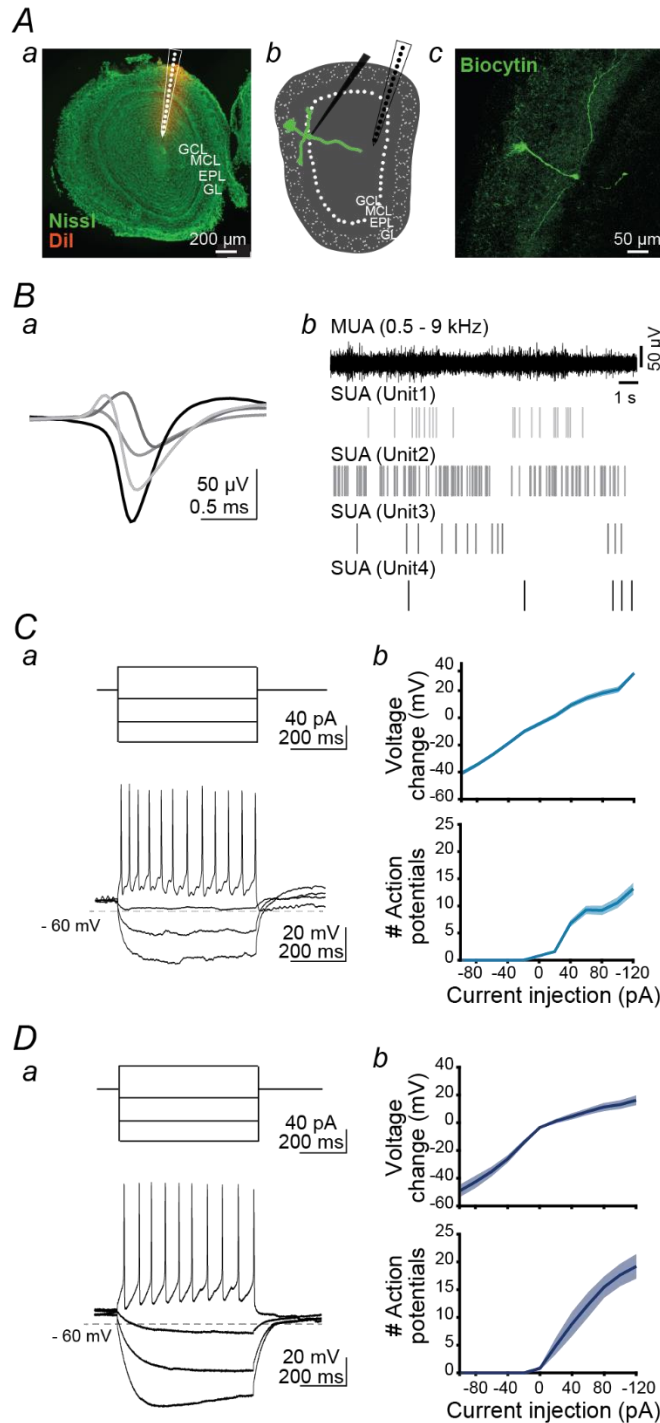 A
a
b
c
GCL
MCL
EPL
GL
Nissl
DiI
200 µm
GCL
MCL
EPL
GL
Biocytin
50 µm
B
a
50 µV
0.5 ms
b
MUA (0.5 - 9 kHz)
50 µV
1 s
SUA (Unit1)
SUA (Unit2)
SUA (Unit3)
SUA (Unit4)
C
a
40 pA
200 ms
- 60 mV
20 mV
200 ms
b
Voltage
change (mV)
40
20
0
-20
-40
-60
# Action
potentials
25
20
15
10
5
0
-80 -40 0 40 80 -120
Current injection (pA)
D
a
40 pA
200 ms
- 60 mV
20 mV
200 ms
b
Voltage
change (mV)
40
20
0
-20
-40
-60
# Action
potentials
25
20
15
10
5
0
-80 -40 0 40 80 -120
Current injection (pA)